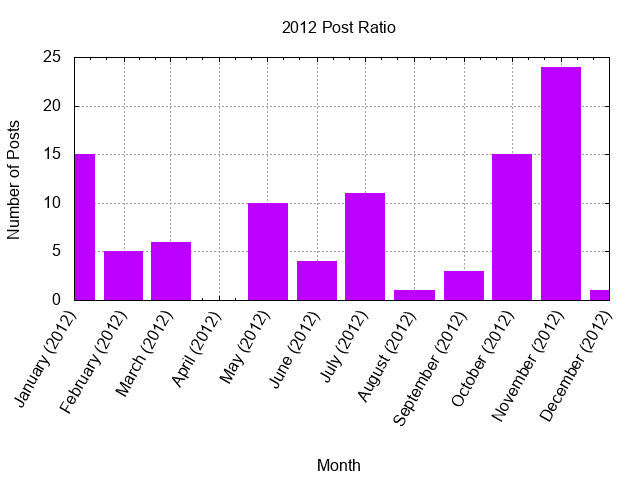 2012 Post Ratio
25
20
15
10
5
0
Number of Posts
January (2012)
February (2012)
March (2012)
April (2012)
May (2012)
June (2012)
July (2012)
August (2012)
September (2012)
October (2012)
November (2012)
December (2012)
Month